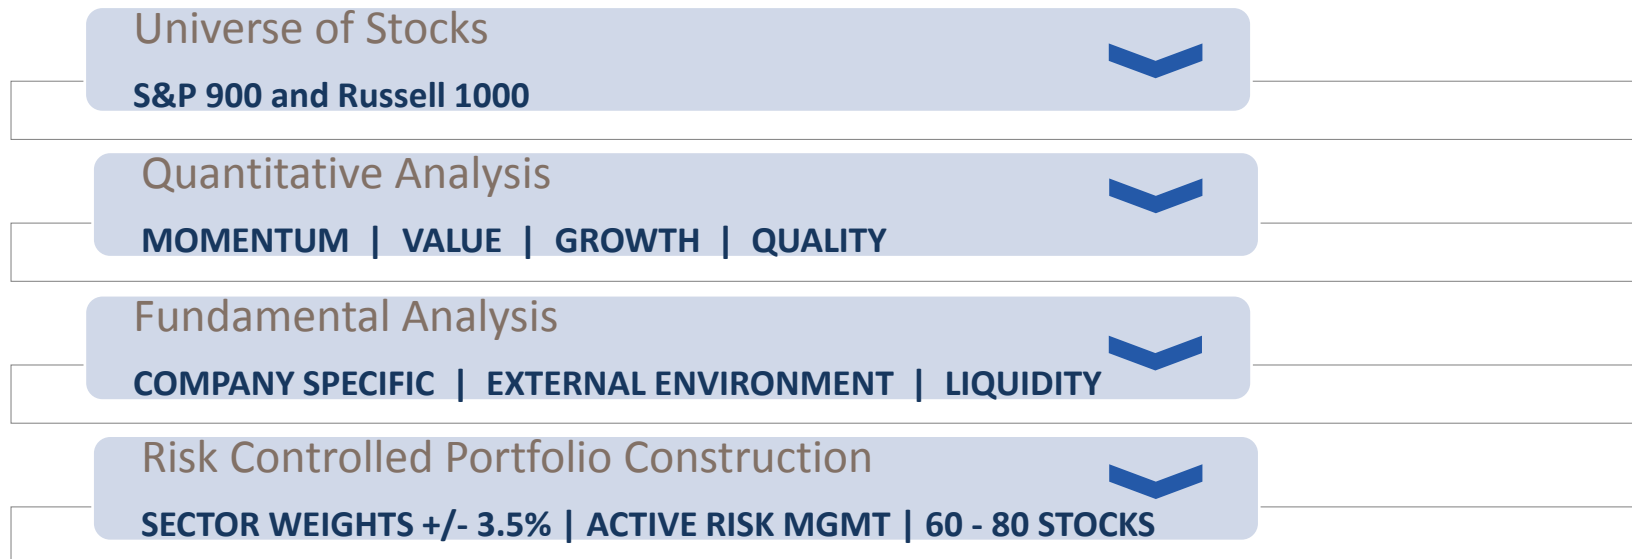 Universe of Stocks
S&P 900 and Russell 1000
Quantitative Analysis
MOMENTUM | VALUE | GROWTH | QUALITY
Fundamental Analysis
COMPANY SPECIFIC | EXTERNAL ENVIRONMENT | LIQUIDITY
Risk Controlled Portfolio Construction
SECTOR WEIGHTS +/- 3.5% | ACTIVE RISK MGMT | 60 - 80 STOCKS